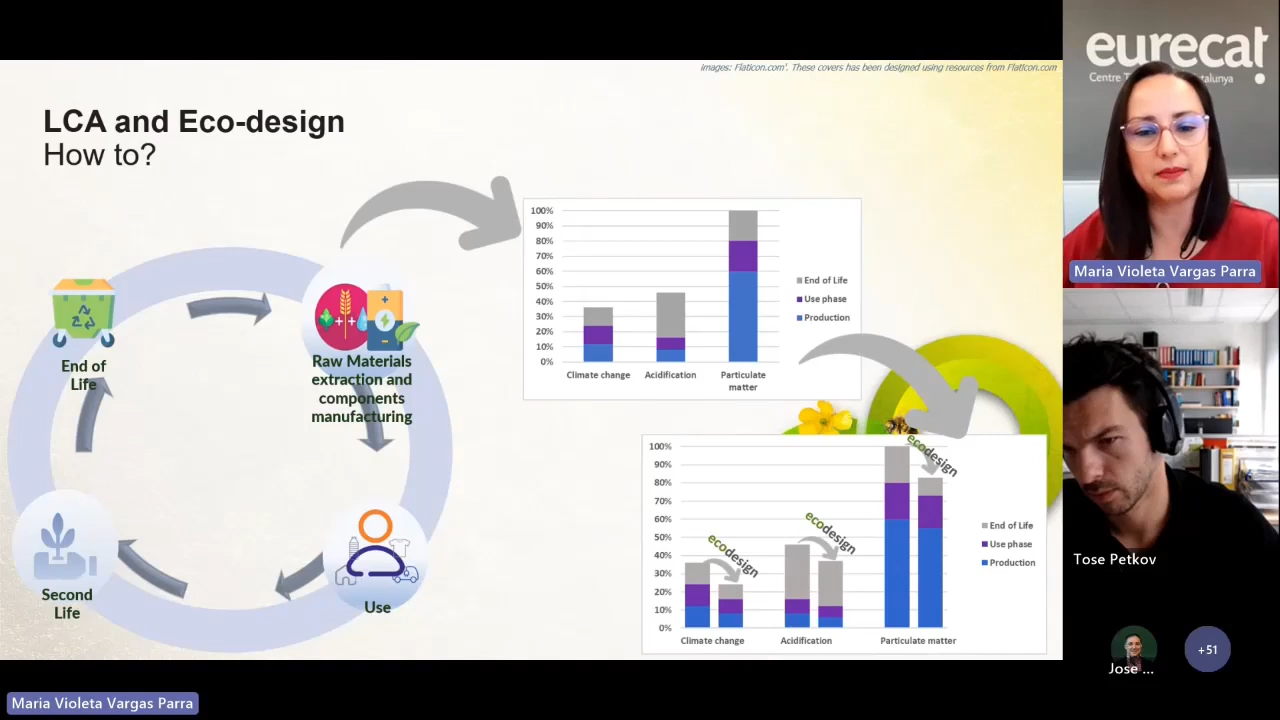 Images: Flaticon.com'. These covers has been designed using resources from Flaticon.com
LCA and Eco-design
How to?
End of
Life
Raw Materials
extraction and
components
manufacturing
Second
Life
Use
100%
90%
80%
70%
60%
50%
40%
30%
20%
10%
0%
Climate change
Acidification
Particulate
matter
End of Life
Use phase
Production
100%
90%
80%
70%
60%
50%
40%
30%
20%
10%
0%
ecodesign
ecodesign
ecodesign
Climate change
Acidification
Particulate matter
End of Life
Use phase
Production
eurecat
Centre T
talunya
Maria Violeta Vargas Parra
Tose Petkov
Jose ...
+51
Maria Violeta Vargas Parra